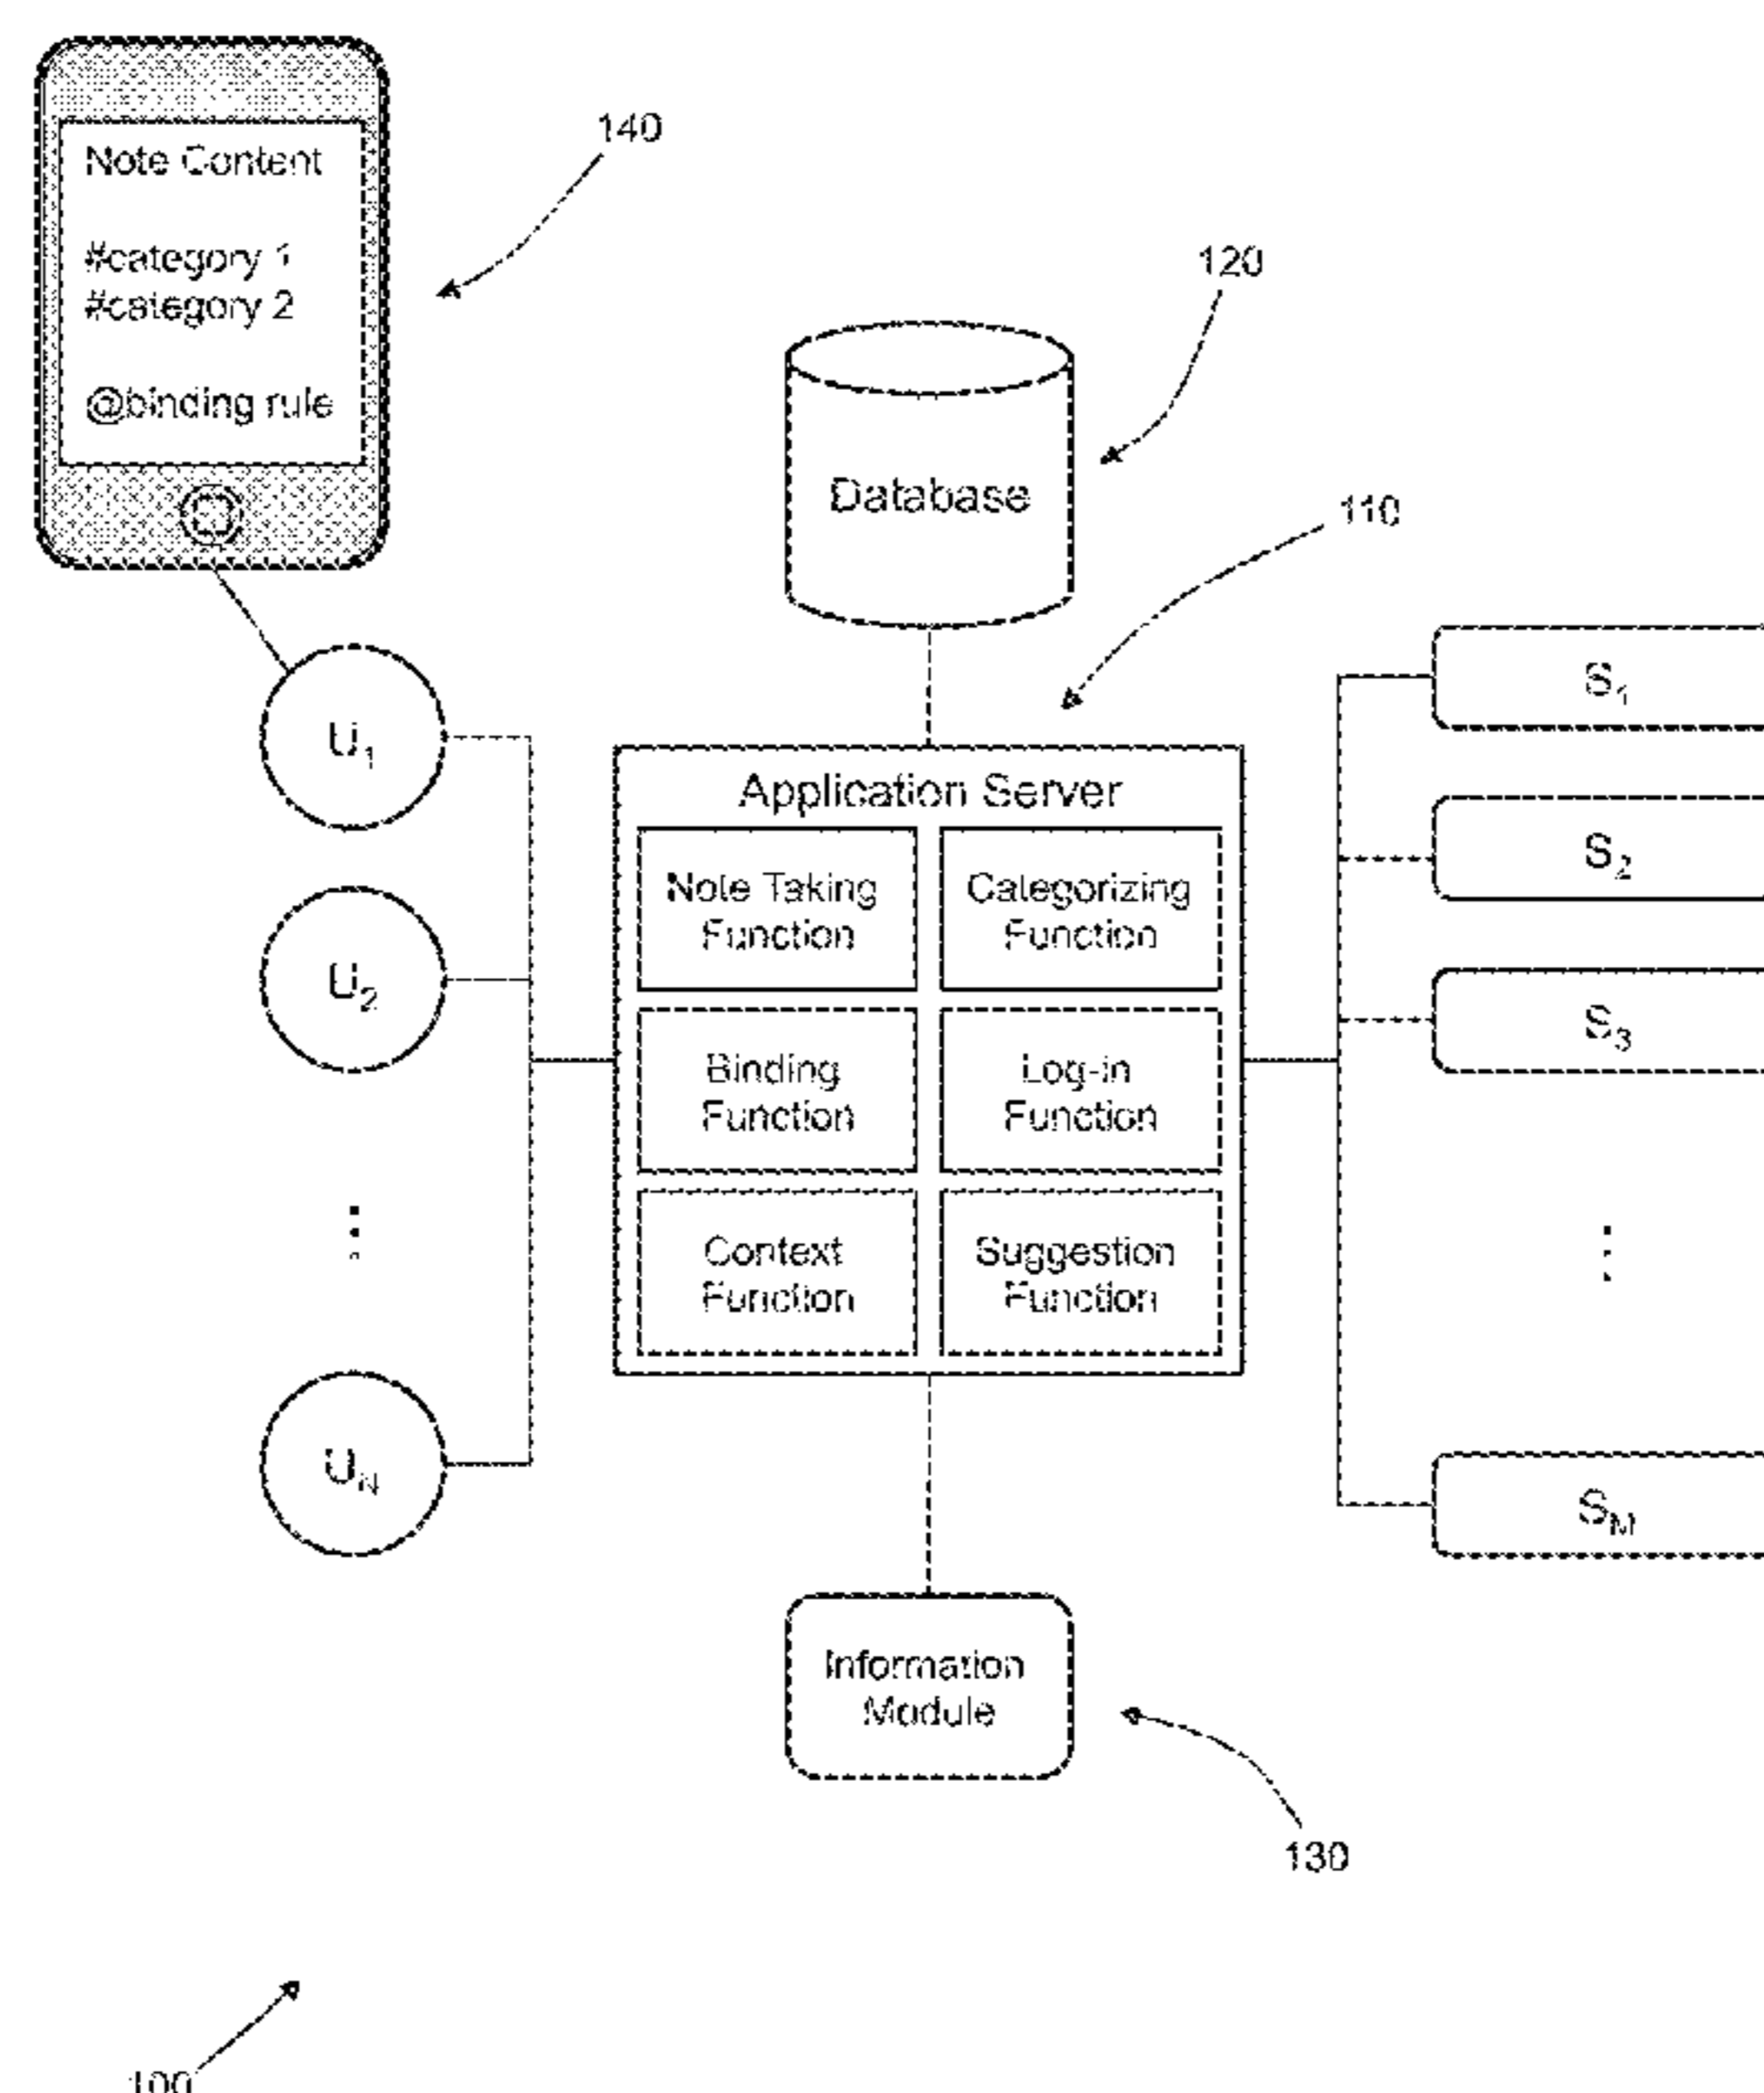 Note Content
#category 1
#category 2
@binding rule
140
120
Database
110
U1
U2
UN
Application Server
Note Taking
Function
Categorizing
Function
Binding
Function
Log-in
Function
Context
Function
Suggestion
Function
S1
S2
S3
SM
Information
Module
130
100